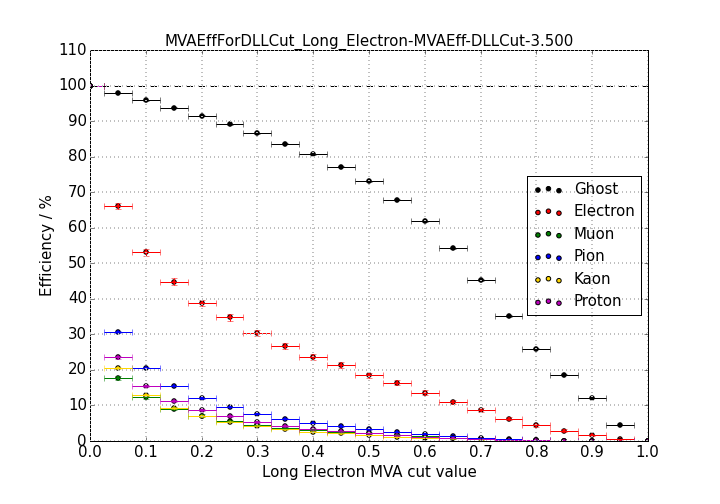 MVAEffForDLLCut_Long_Electron-MVAEff-DLLCut-3.500
110
100
90
80
70
60
50
40
30
20
10
0
Efficiency / %
Ghost
Electron
Muon
Pion
Kaon
Proton
0.0 0.1 0.2 0.3 0.4 0.5 0.6 0.7 0.8 0.9 1.0
Long Electron MVA cut value